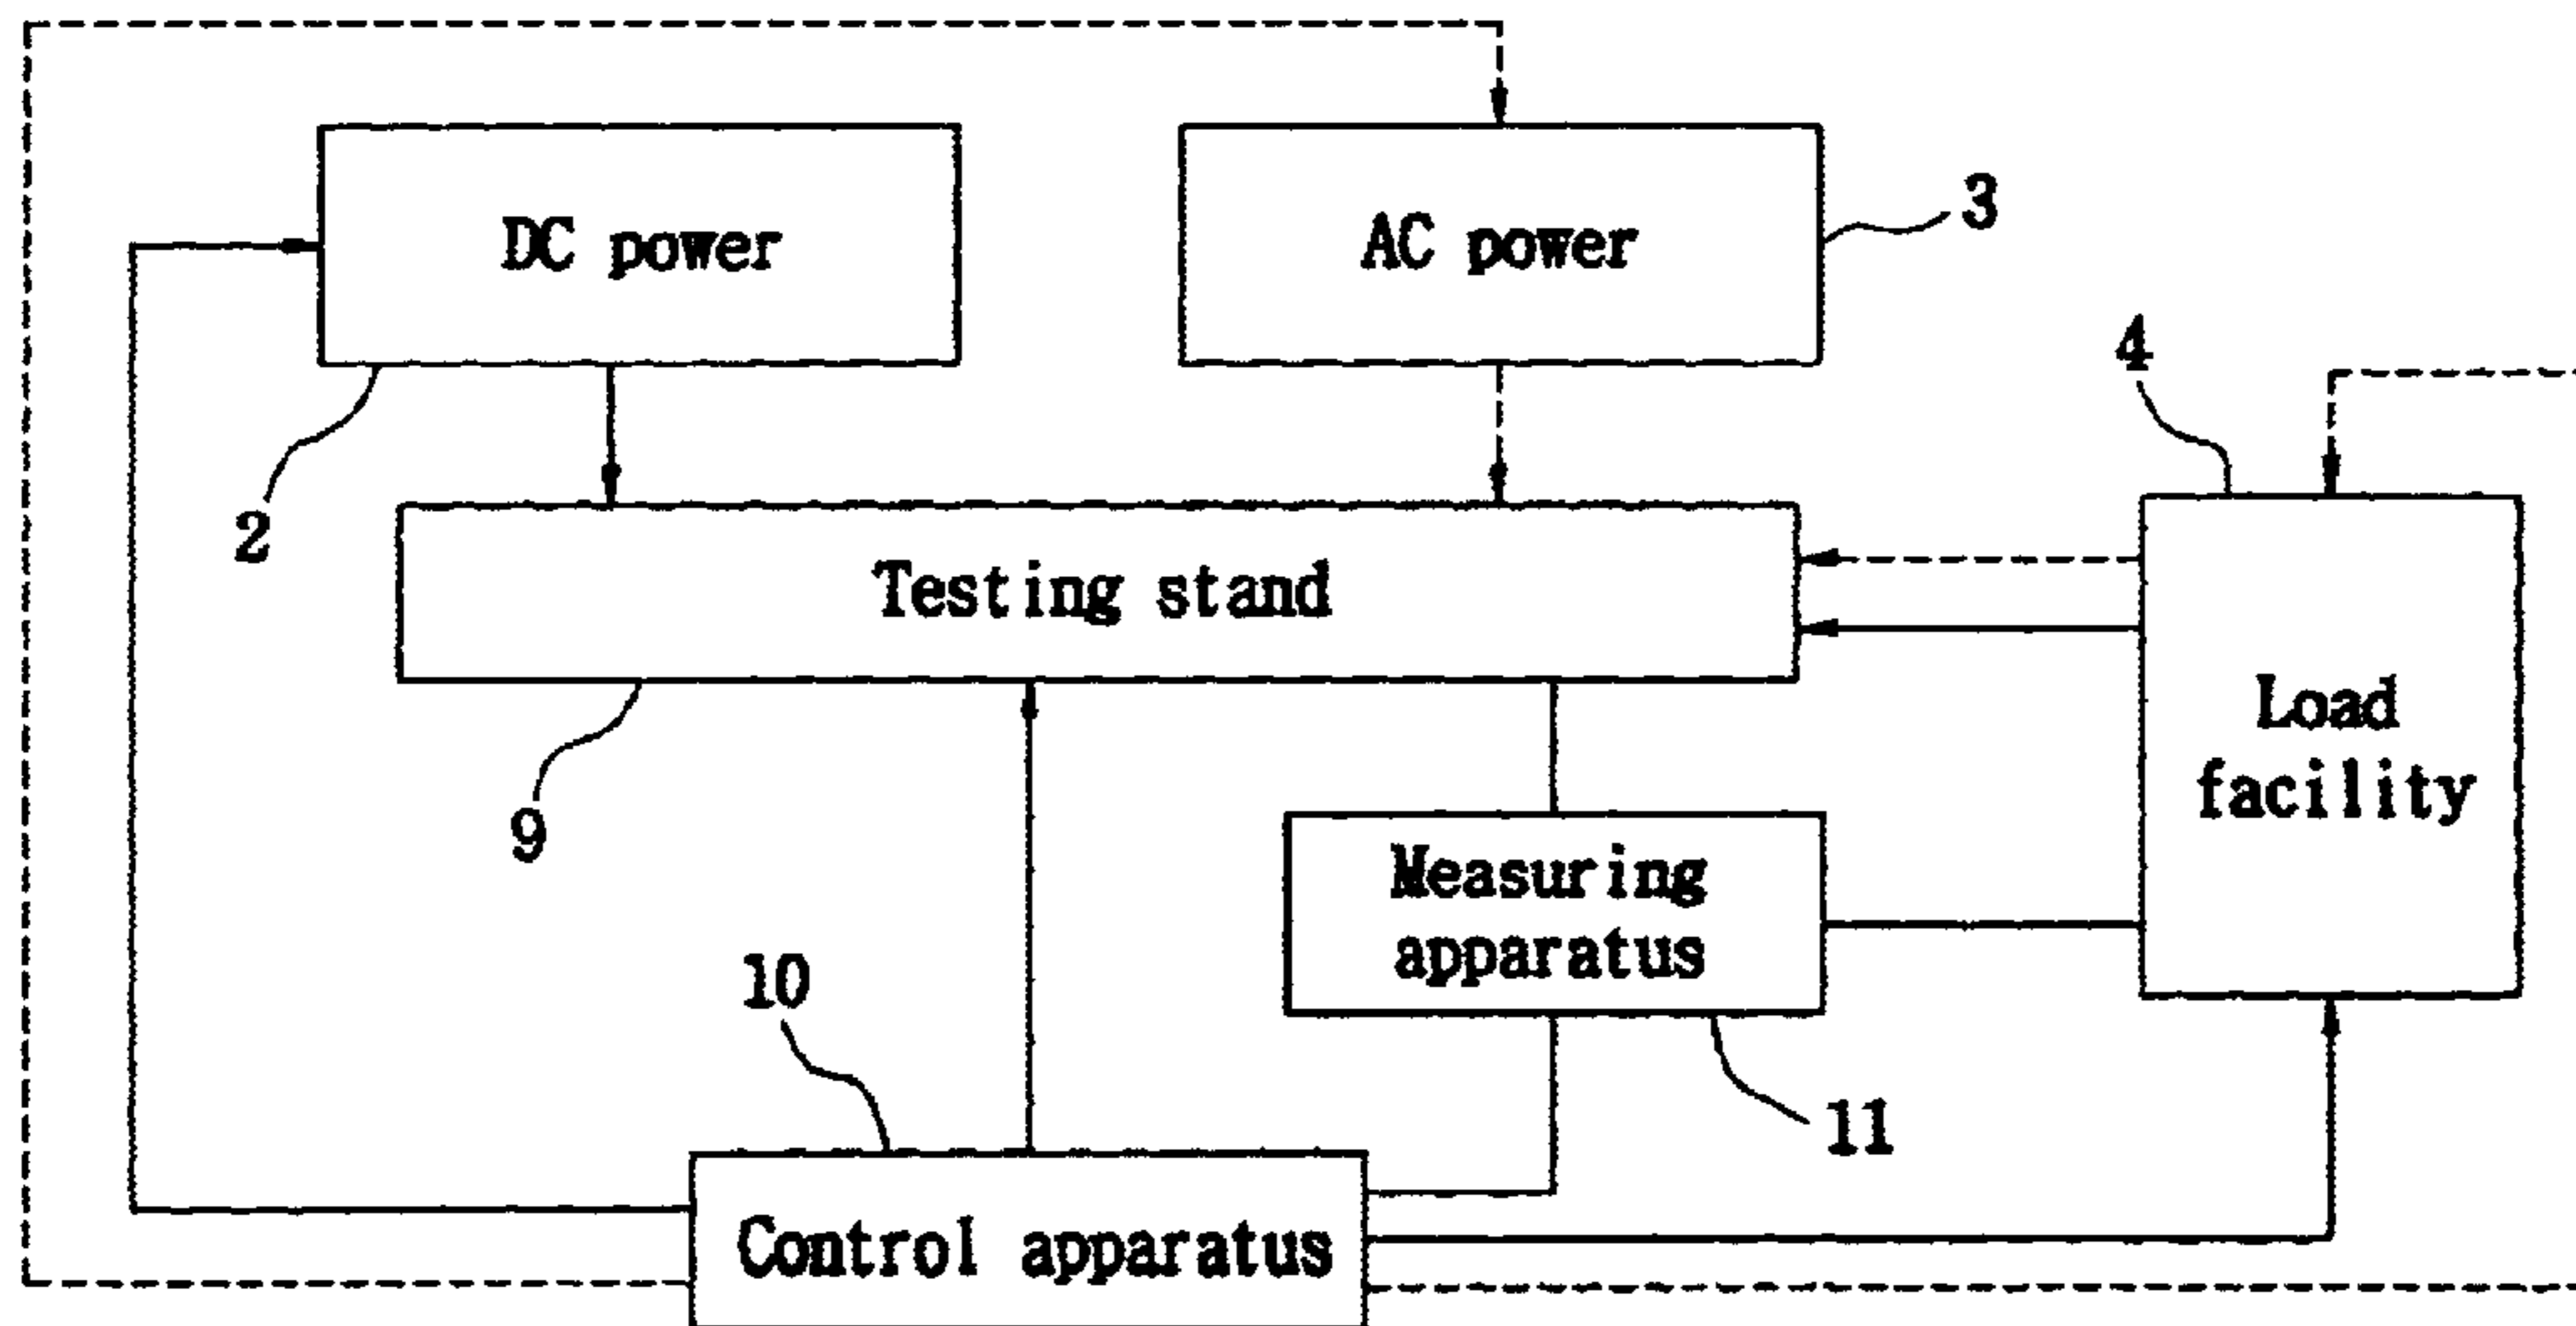 DC power
AC power
3
4
2
Testing stand
Load
facility
9
Measuring
apparatus
10
11
Control apparatus